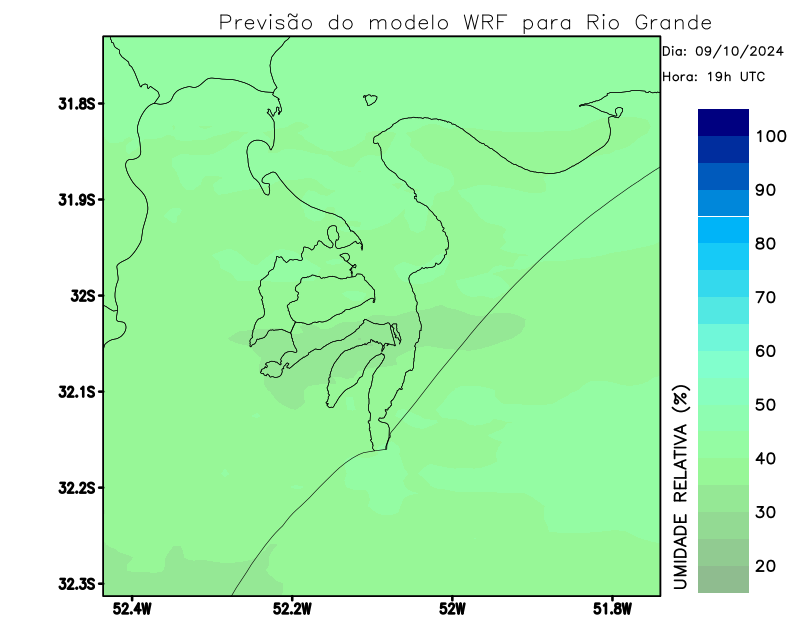 Previsão do modelo WRF para Rio Grande
Dia: 09/10/2024
Hora: 19h UTC
31.8S
31.9S
32S
32.1S
32.2S
32.3S
52.4W
52.2W
52W
51.8W
100
90
80
70
60
50
40
30
20
UMIDADE RELATIVA (%)